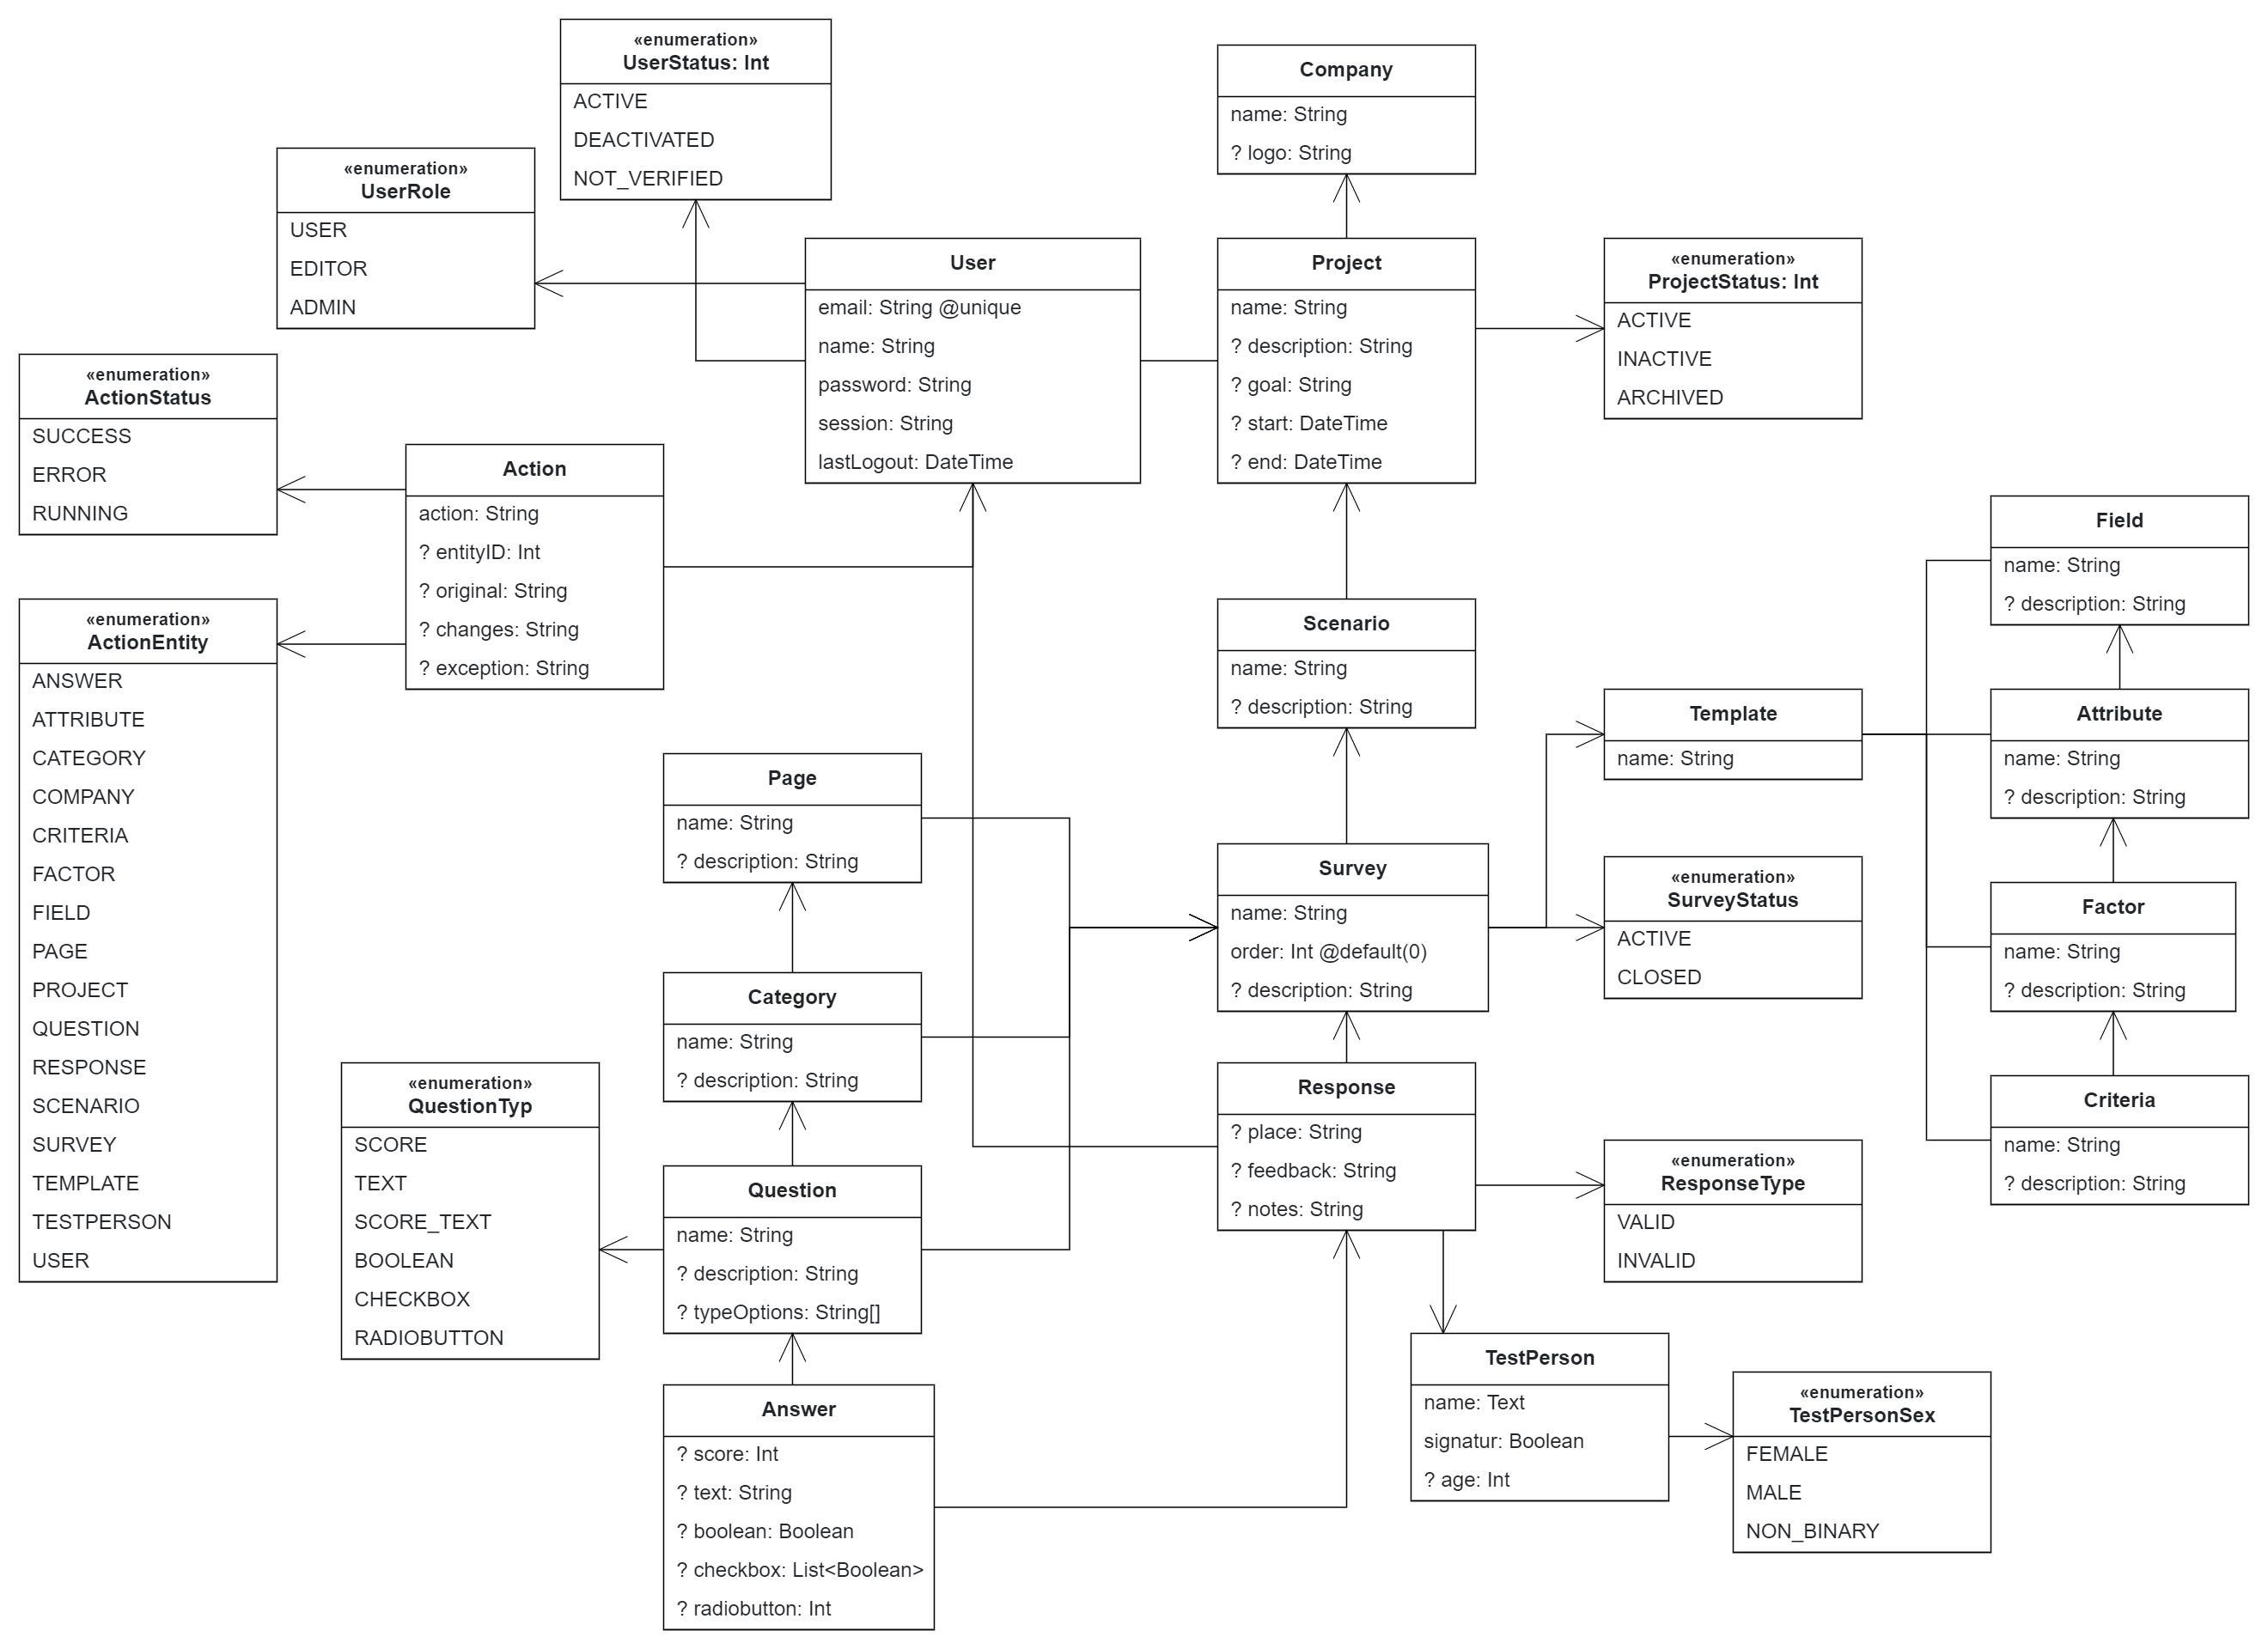 «enumeration»
UserStatus: Int
ACTIVE
DEACTIVATED
NOT_VERIFIED
Company
name: String
? logo: String
«enumeration»
UserRole
USER
EDITOR
ADMIN
User
email: String @unique
name: String
password: String
session: String
lastLogout: DateTime
Project
name: String
? description: String
? goal: String
? start: DateTime
? end: DateTime
«enumeration»
ProjectStatus: Int
ACTIVE
INACTIVE
ARCHIVED
«enumeration»
ActionStatus
SUCCESS
ERROR
RUNNING
Action
action: String
? entityID: Int
? original: String
? changes: String
? exception: String
Field
name: String
? description: String
«enumeration»
ActionEntity
ANSWER
ATTRIBUTE
CATEGORY
COMPANY
CRITERIA
FACTOR
FIELD
PAGE
PROJECT
QUESTION
RESPONSE
SCENARIO
SURVEY
TEMPLATE
TESTPERSON
USER
Scenario
name: String
? description: String
Template
name: String
Attribute
name: String
? description: String
Page
name: String
? description: String
Survey
name: String
order: Int @default(0)
? description: String
«enumeration»
SurveyStatus
ACTIVE
CLOSED
Factor
name: String
? description: String
Category
name: String
? description: String
«enumeration»
QuestionTyp
SCORE
TEXT
SCORE_TEXT
BOOLEAN
CHECKBOX
RADIOBUTTON
Response
? place: String
? feedback: String
? notes: String
Criteria
name: String
? description: String
«enumeration»
ResponseType
VALID
INVALID
Question
name: String
? description: String
? typeOptions: String[]
TestPerson
name: Text
signatur: Boolean
? age: Int
«enumeration»
TestPersonSex
FEMALE
MALE
NON_BINARY
Answer
? score: Int
? text: String
? boolean: Boolean
? checkbox: List<Boolean>
? radiobutton: Int